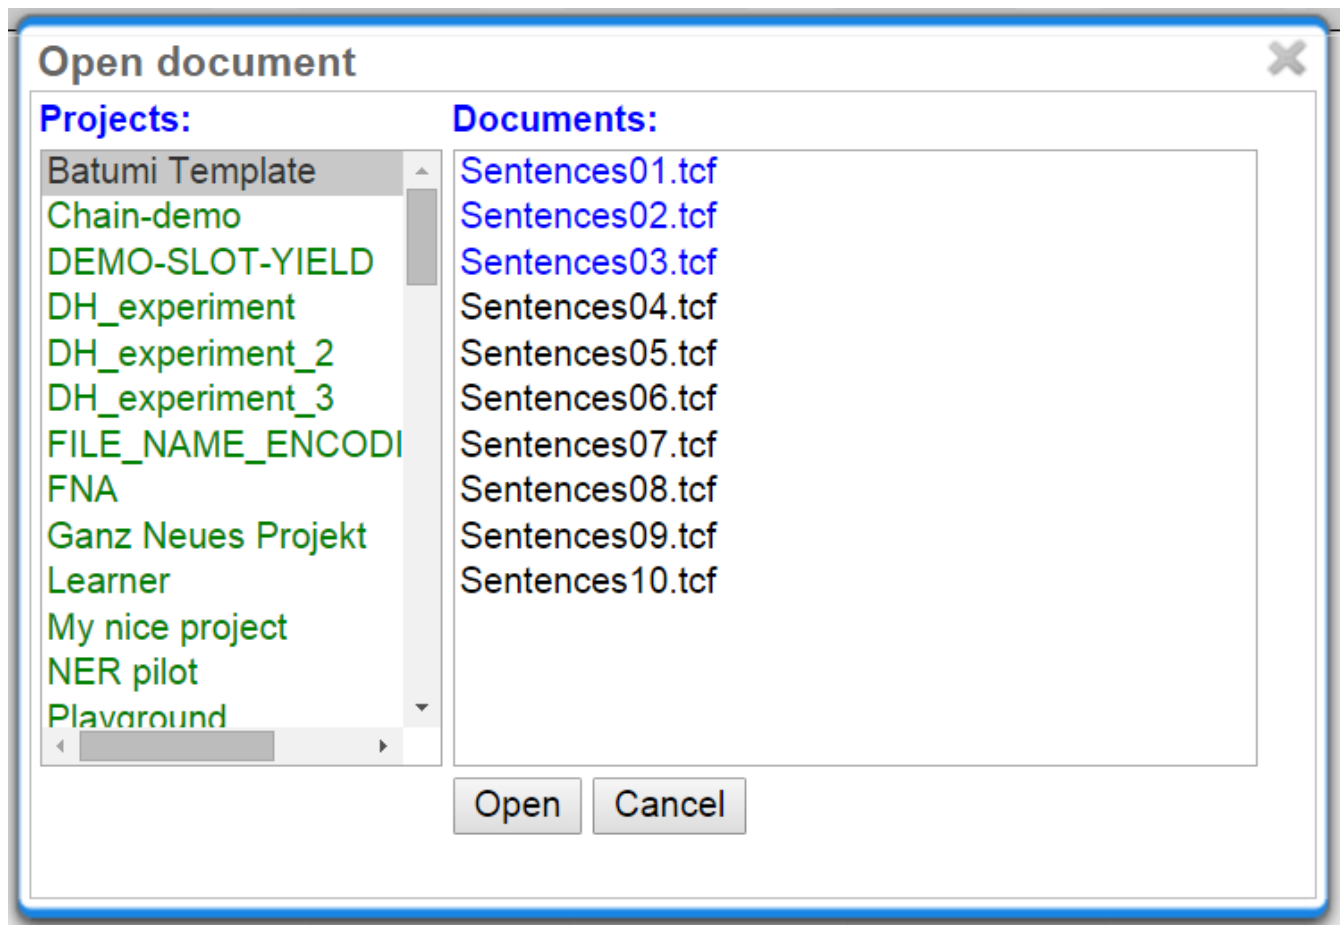 Open document
Projects:
Documents:
Batumi Template
Chain-demo
DEMO-SLOT-YIELD
DH_experiment
DH_experiment_2
DH_experiment_3
FILE_NAME_ENCODI
FNA
Ganz Neues Projekt
Learner
My nice project
NER pilot
Playground
Sentences01.tcf
Sentences02.tcf
Sentences03.tcf
Sentences04.tcf
Sentences05.tcf
Sentences06.tcf
Sentences07.tcf
Sentences08.tcf
Sentences09.tcf
Sentences10.tcf
Open
Cancel